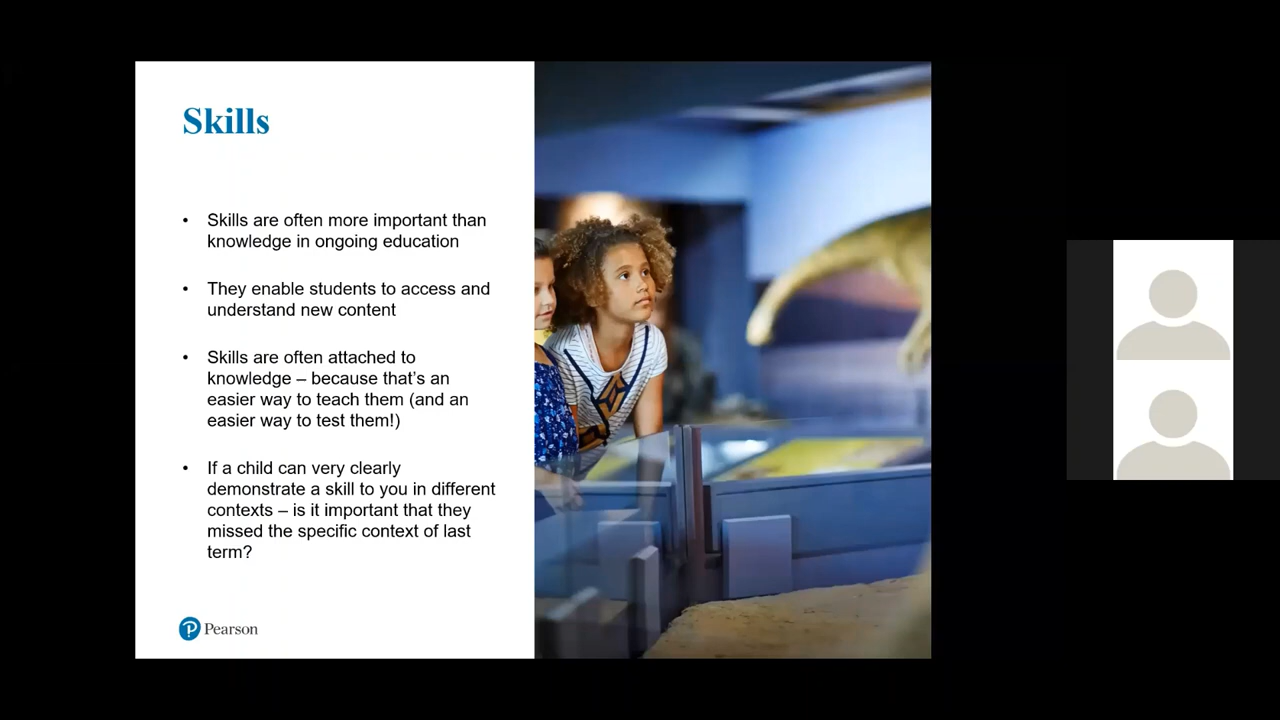 Skills
• Skills are often more important than
knowledge in ongoing education
• They enable students to access and
understand new content
• Skills are often attached to
knowledge – because that’s an
easier way to teach them (and an
easier way to test them!)
• If a child can very clearly
demonstrate a skill to you in different
contexts – is it important that they
missed the specific context of last
term?
P Pearson